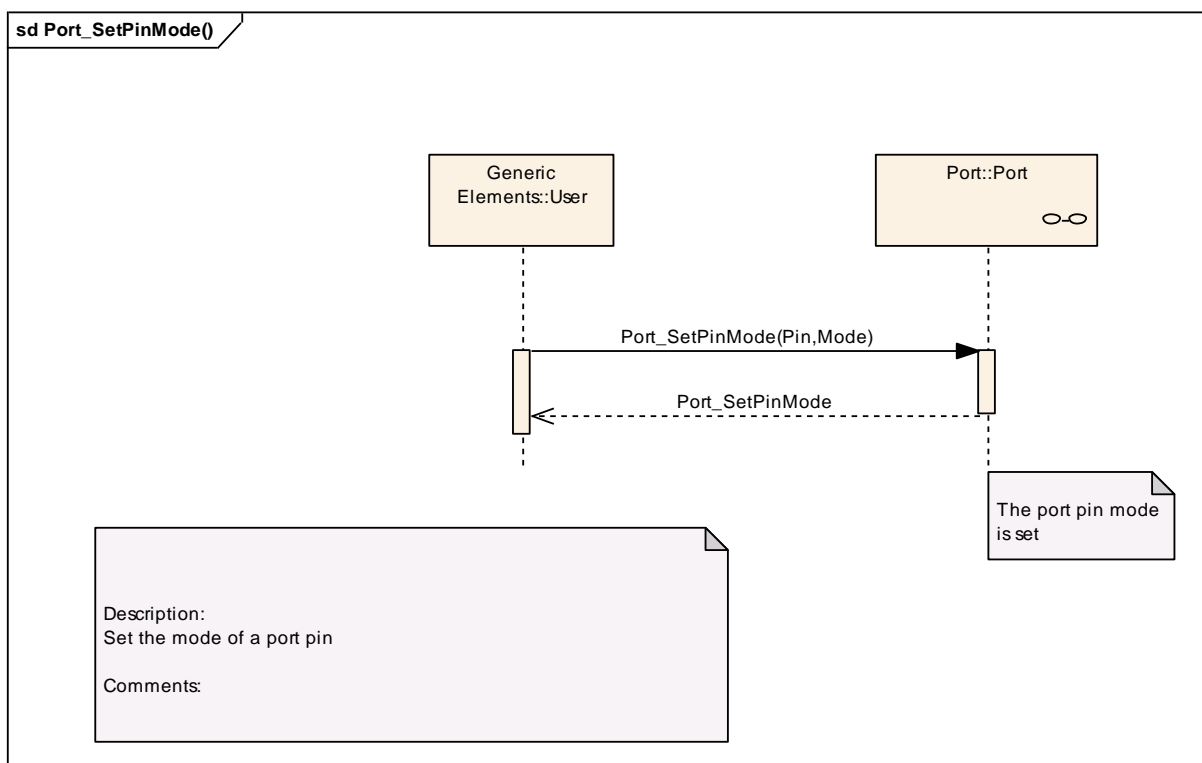 sd Port_SetPinMode()
Generic
Elements::User
Port::Port
Port_SetPinMode(Pin,Mode)
Port_SetPinMode
The port pin mode
is set
Description:
Set the mode of a port pin
Comments: